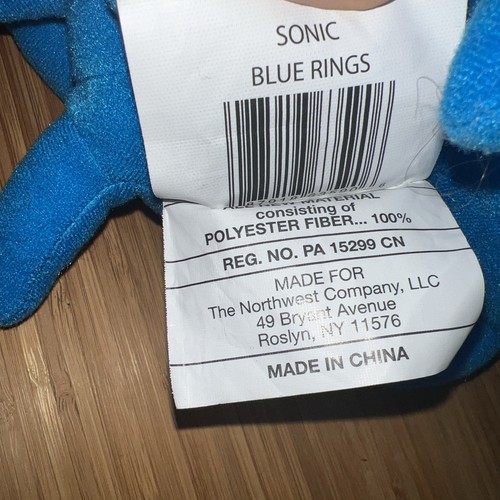 SONIC
BLUE RINGS
MATERIAL
consisting of
POLYESTER FIBER... 100%
REG. NO. PA 15299 CN
MADE FOR
The Northwest Company, LLC
49 Bryant Avenue
Roslyn, NY 11576
MADE IN CHINA